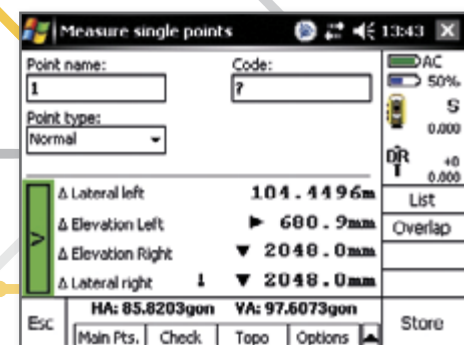 Measure single points 13:43
Point name: Code:
1 ?
Point type:
Normal
AC
50%
S
0.000
DR +0
T 0.000
List
Overlap
Δ Lateral left 104.4496m
Δ Elevation Left 680.9mm
Δ Elevation Right 2048.0mm
Δ Lateral right 2048.0mm
>
HA: 85.8203gon VA: 97.6073gon
Esc Main Pts. Check Topo Options Store